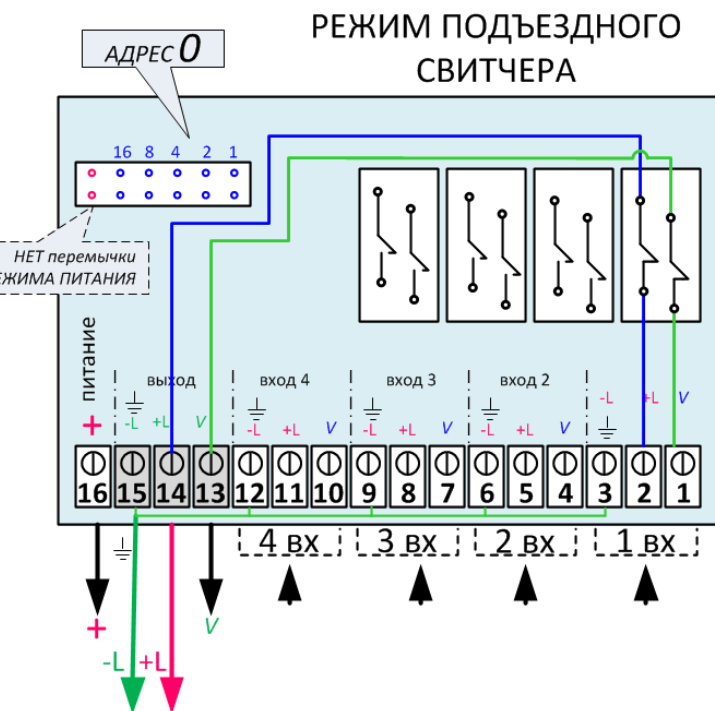 РЕЖИМ ПОДЪЕЗДНОГО
СВИТЧЕРА
АДРЕС 0
16 8 4 2 1
НЕТ перемычки
ЕЖИМА ПИТАНИЯ
питание
+
выход
вход 4
вход 3
вход 2
-L +L V
-L +L V
-L +L V
-L +L V
-L +L V
16 15 14 13 12 11 10 9 8 7 6 5 4 3 2 1
4 вх
3 вх
2 вх
1 вх
+
V
-L +L